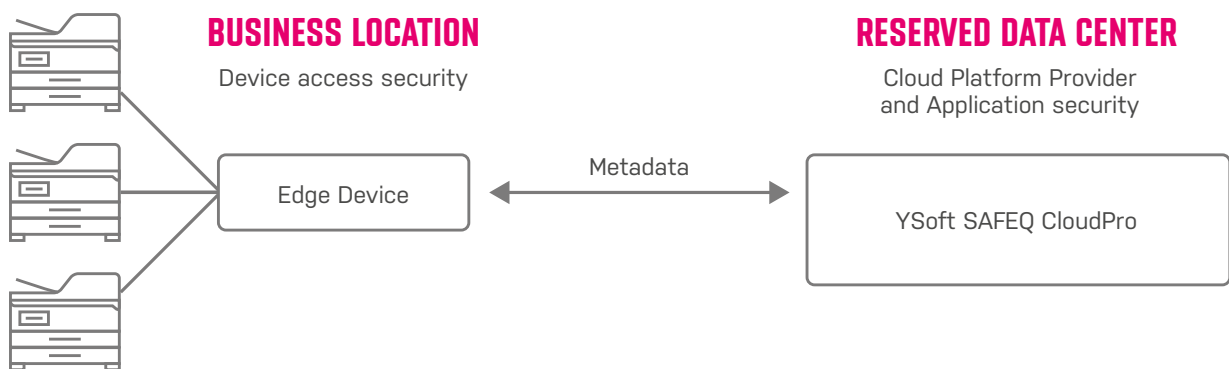 BUSINESS LOCATION
Device access security
RESERVED DATA CENTER
Cloud Platform Provider
and Application security
Edge Device
Metadata
YSoft SAFEQ CloudPro